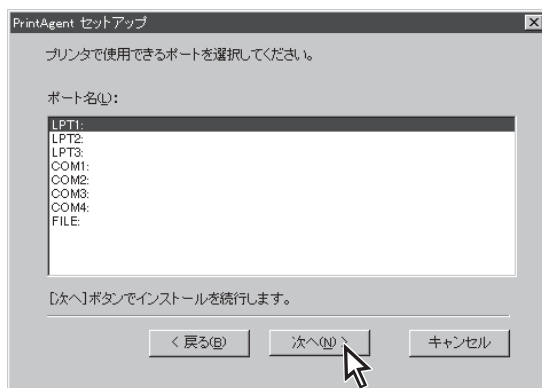 PrintAgent セットアップ
プリンタで使用できるポートを選択してください。
ポート名(L):
LPT1:
LPT2:
LPT3:
COM1:
COM2:
COM3:
COM4:
FILE:
[次へ]ボタンでインストールを続行します。
< 戻る(B) 次へ(N) > キャンセル